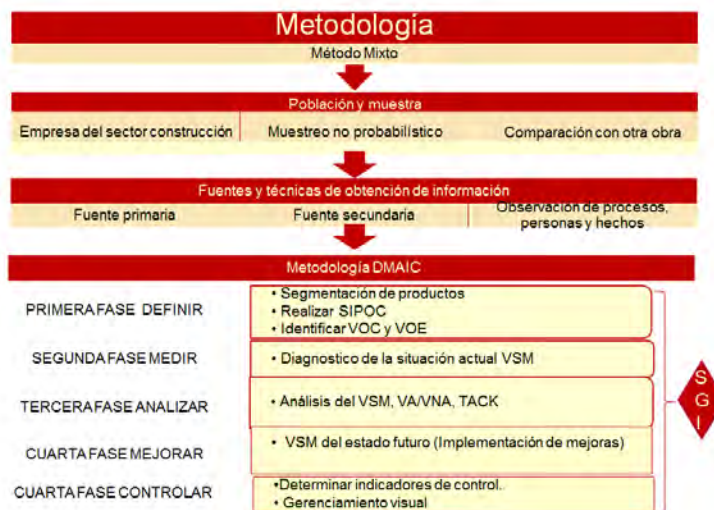 Metodología
Método Mixto
Población y muestra
Empresa del sector construcción
Muestreo no probabilístico
Comparación con otra obra
Fuentes y técnicas de obtención de información
Fuente primaria
Fuente secundaria
Observación de procesos,
personas y hechos
Metodología DMAIC
PRIMERA FASE DEFINIR
• Segmentación de productos
• Realizar SIPOC
• Identificar VOC y VOE
SEGUNDA FASE MEDIR
• Diagnostico de la situación actual VSM
TERCERA FASE ANALIZAR
• Análisis del VSM, VA/VNA, TACK
CUARTA FASE MEJORAR
• VSM del estado futuro (Implementación de mejoras)
CUARTA FASE CONTROLAR
•Determinar indicadores de control.
• Gerenciamiento visual
S
G
I